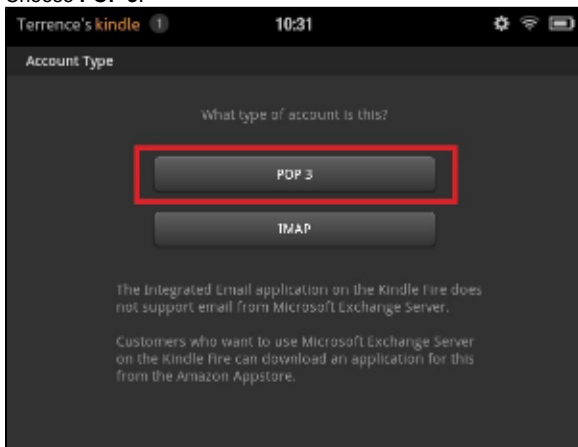 Terrence's kindle 1 10:31
Account Type
What type of account is this?
POP 3
IMAP
The Integrated Email application on the Kindle Fire does
not support email from Microsoft Exchange Server.
Customers who want to use Microsoft Exchange Server
on the Kindle Fire can download an application for this
from the Amazon Appstore.